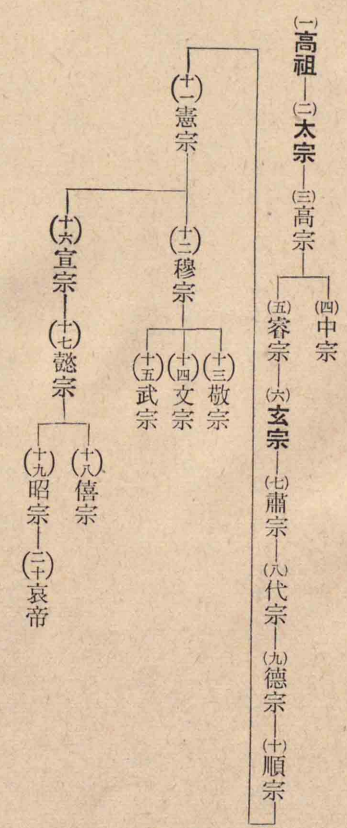 (一)高祖
(二)太宗
(三)高宗
(四)中宗
(五)睿宗
(六)玄宗
(七)肅宗
(八)代宗
(九)德宗
(十)順宗
(十一)憲宗
(十二)穆宗
(十三)敬宗
(十四)文宗
(十五)武宗
(十六)宣宗
(十七)懿宗
(十八)僖宗
(十九)昭宗
(二十)哀帝